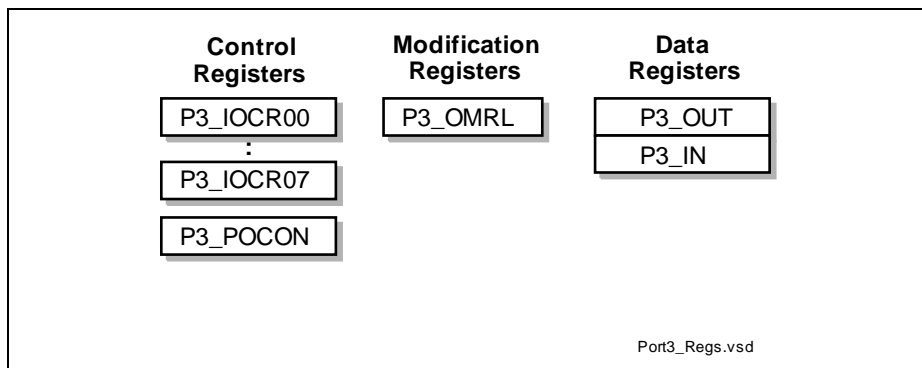 Control
Registers
Modification
Registers
Data
Registers
P3_IOCR00
:
P3_IOCR07
P3_POCON
P3_OMRL
P3_OUT
P3_IN
Port3_Regs.vsd